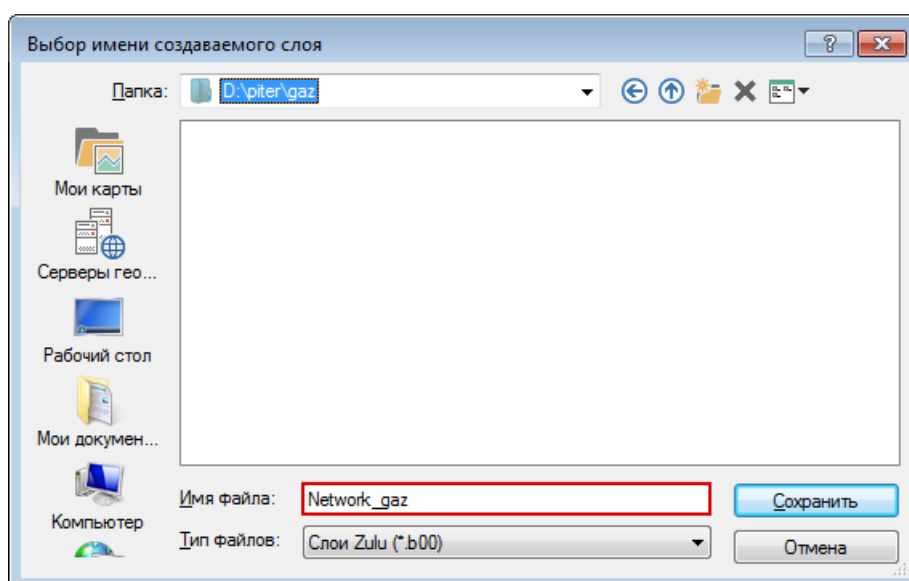 Выбор имени создаваемого слоя
Папка: D:\piter\gaz
Мои карты
Серверы гео...
Рабочий стол
Мои докумен...
Компьютер
Имя файла: Network_gaz
Сохранить
Тип файлов: Слои Zulu (*.b00)
Отмена